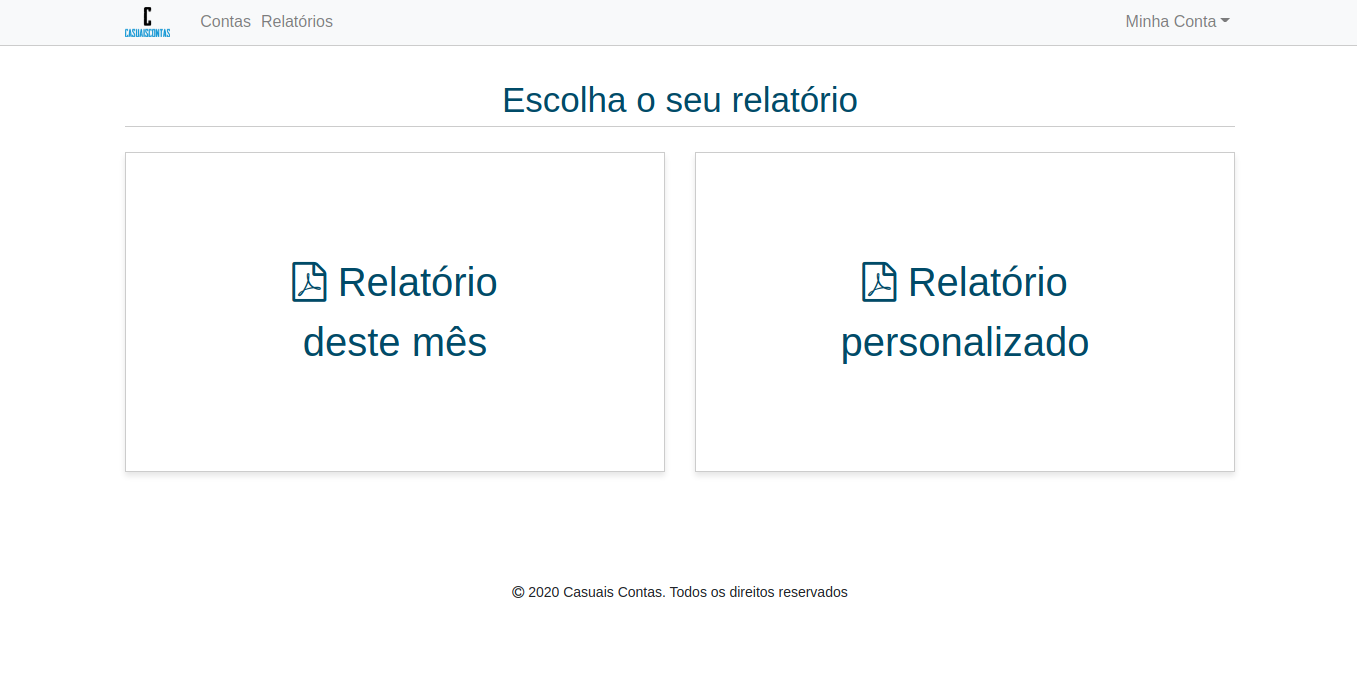 C
CASUAISCONTAS
Contas Relatórios
Minha Conta
Escolha o seu relatório
Relatório
deste mês
Relatório
personalizado
© 2020 Casuais Contas. Todos os direitos reservados